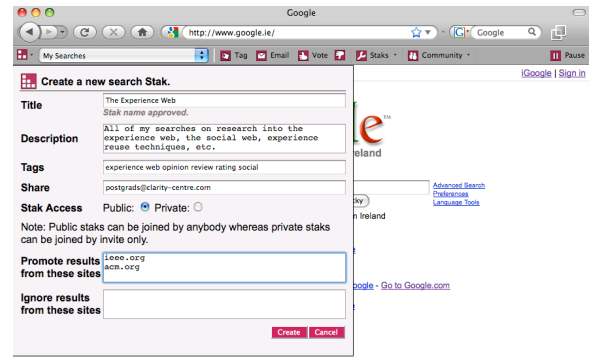 Google
http://www.google.ie/
G Google
My Searches Tag Email Vote Staks Community Pause
iGoogle | Sign in
Create a new search Stak.
Title The Experience Web
Stak name approved.
Description All of my searches on research into the
experience web, the social web, experience
reuse techniques, etc.
Tags experience web opinion review rating social
Share postgrads@clarity-centre.com
Stak Access Public: Private:
Note: Public staks can be joined by anybody whereas private staks
can be joined by invite only.
Promote results
from these sites
ieee.org
acm.org
Ignore results
from these sites
Create Cancel
le™
eland
Advanced Search
Preferences
Language Tools
cky)
n Ireland
oogle - Go to Google.com